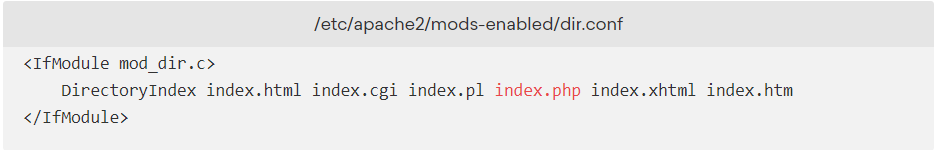 /etc/apache2/mods-enabled/dir.conf
<IfModule mod_dir.c>
    DirectoryIndex index.html index.cgi index.pl index.php index.xhtml index.htm
</IfModule>